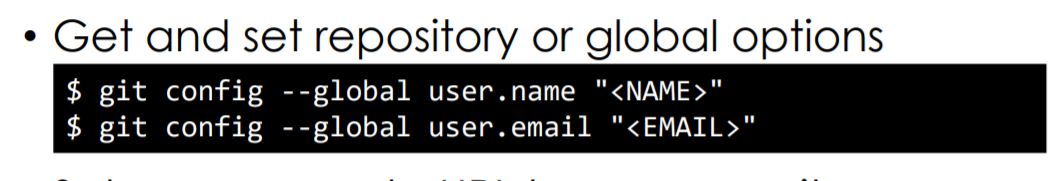 • Get and set repository or global options
$ git config --global user.name "<NAME>"
$ git config --global user.email "<EMAIL>"